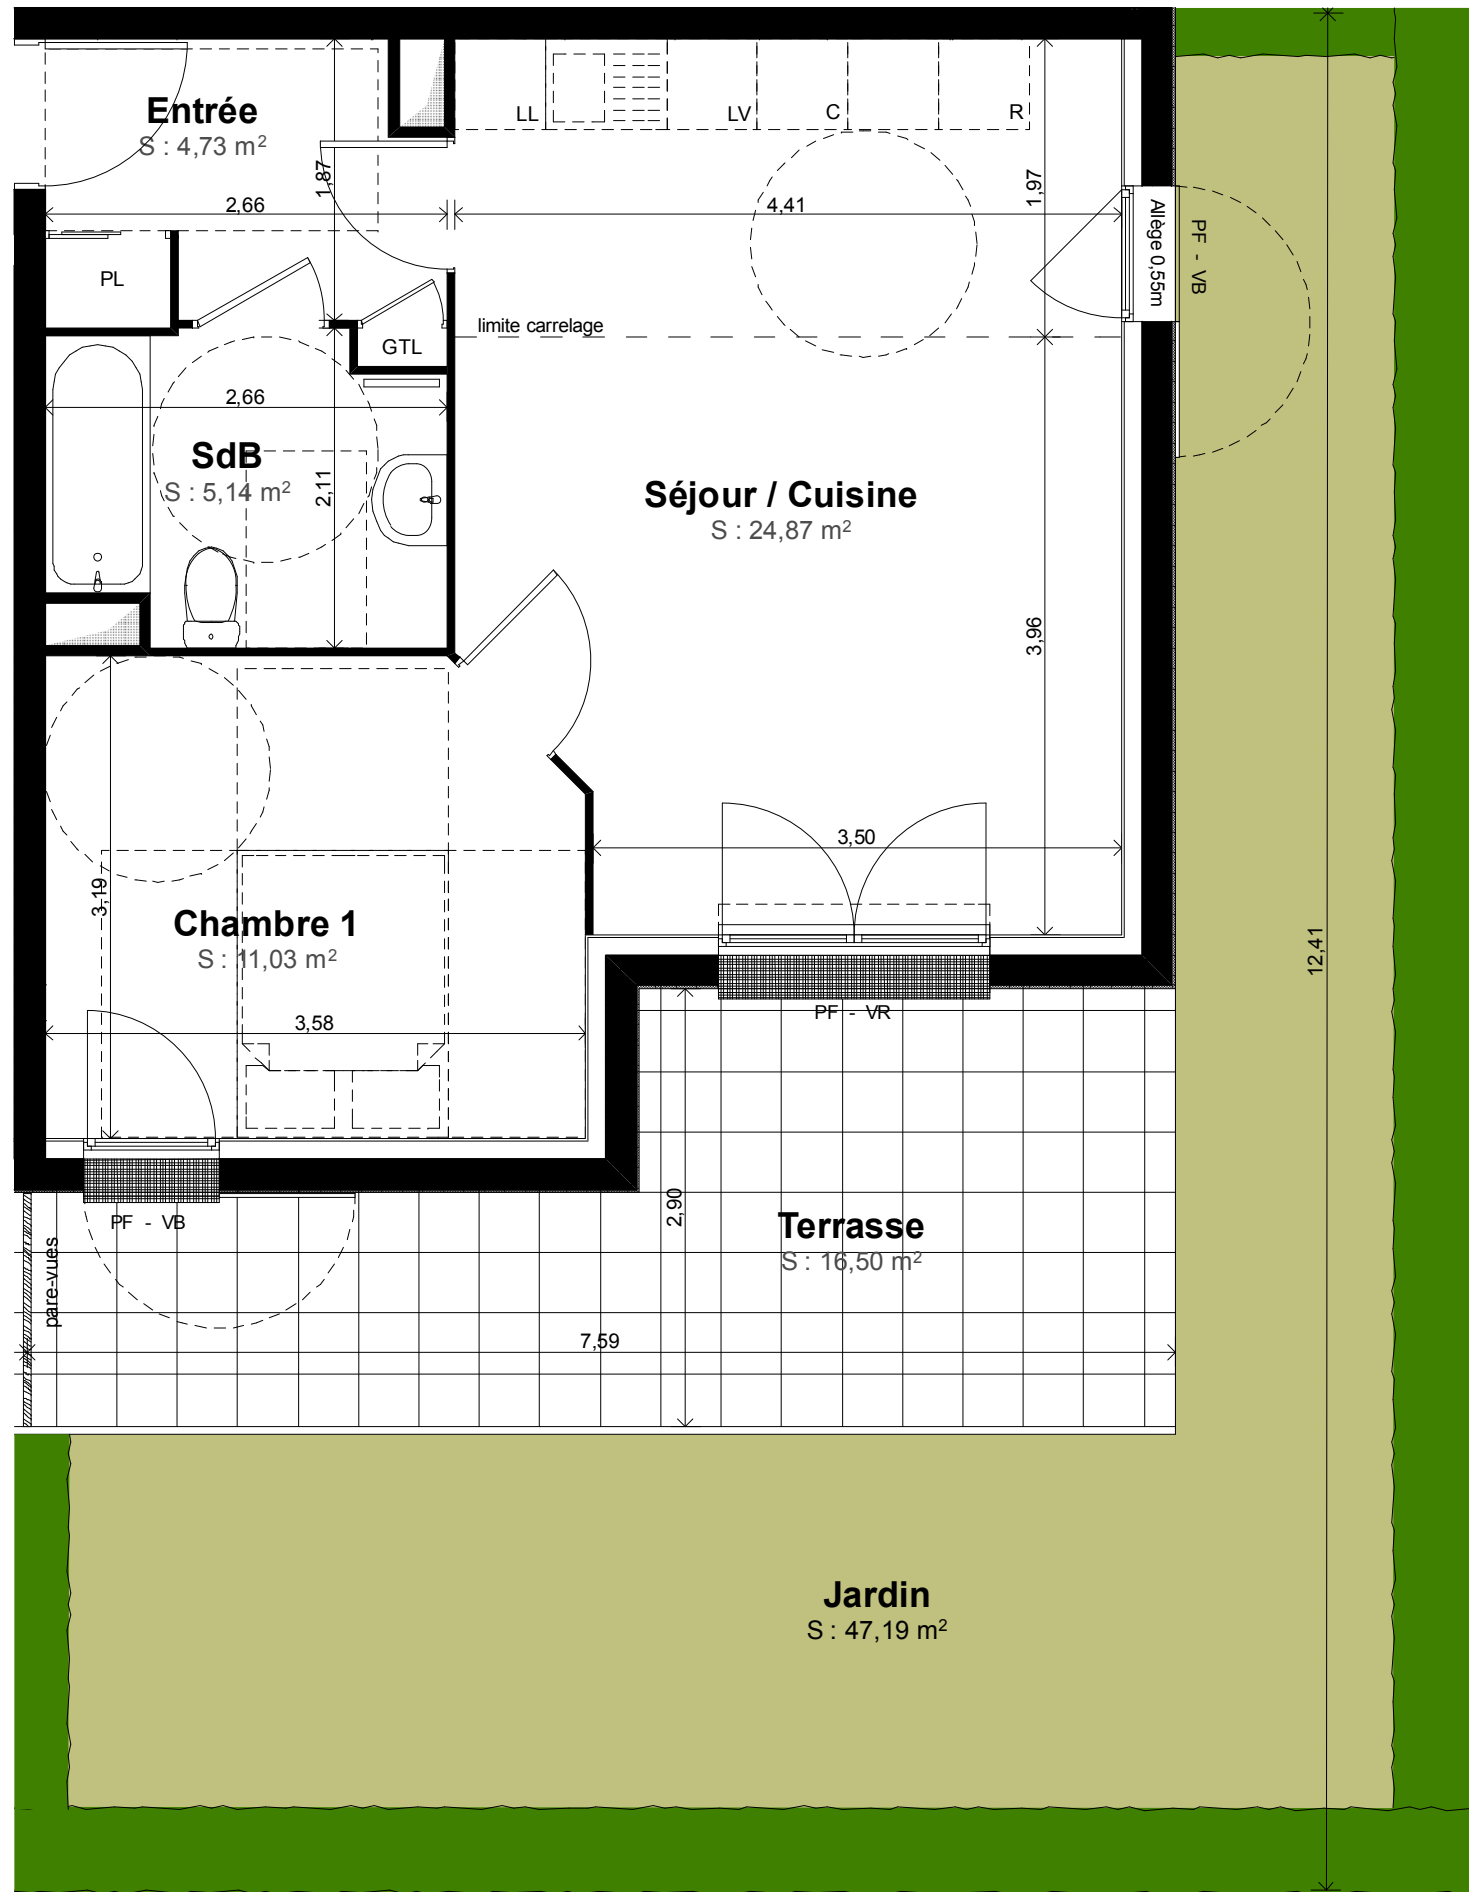 Entrée
S : 4,73 m²
LL
LV
C
R
1,87
1,97
2,66
4,41
Allège 0,55m
PF - VB
PL
limite carrelage
GTL
2,66
SdB
S : 5,14 m²
2,11
Séjour / Cuisine
S : 24,87 m²
3,96
3,50
3,19
Chambre 1
S : 11,03 m²
12,41
3,58
PF - VR
2,90
PF - VB
Terrasse
S : 16,50 m²
pare-vues
7,59
Jardin
S : 47,19 m²